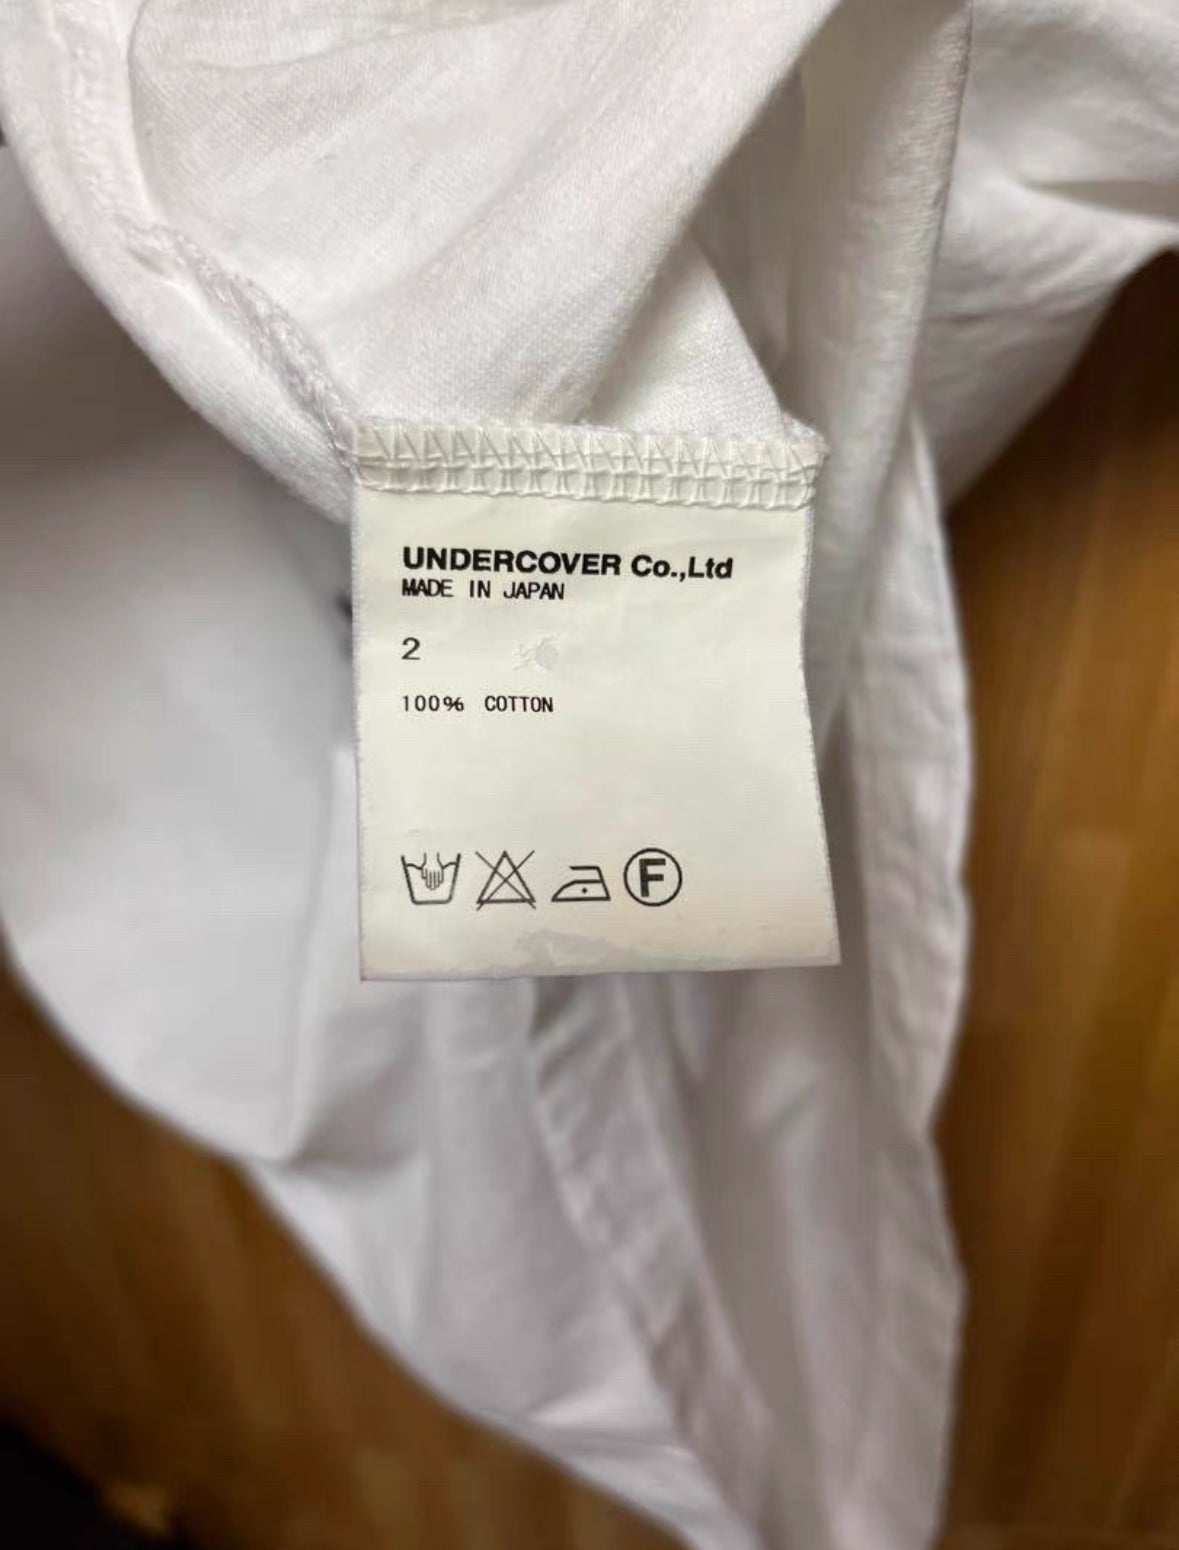 UNDERCOVER Co.,Ltd
MADE IN JAPAN
2
100% COTTON
F